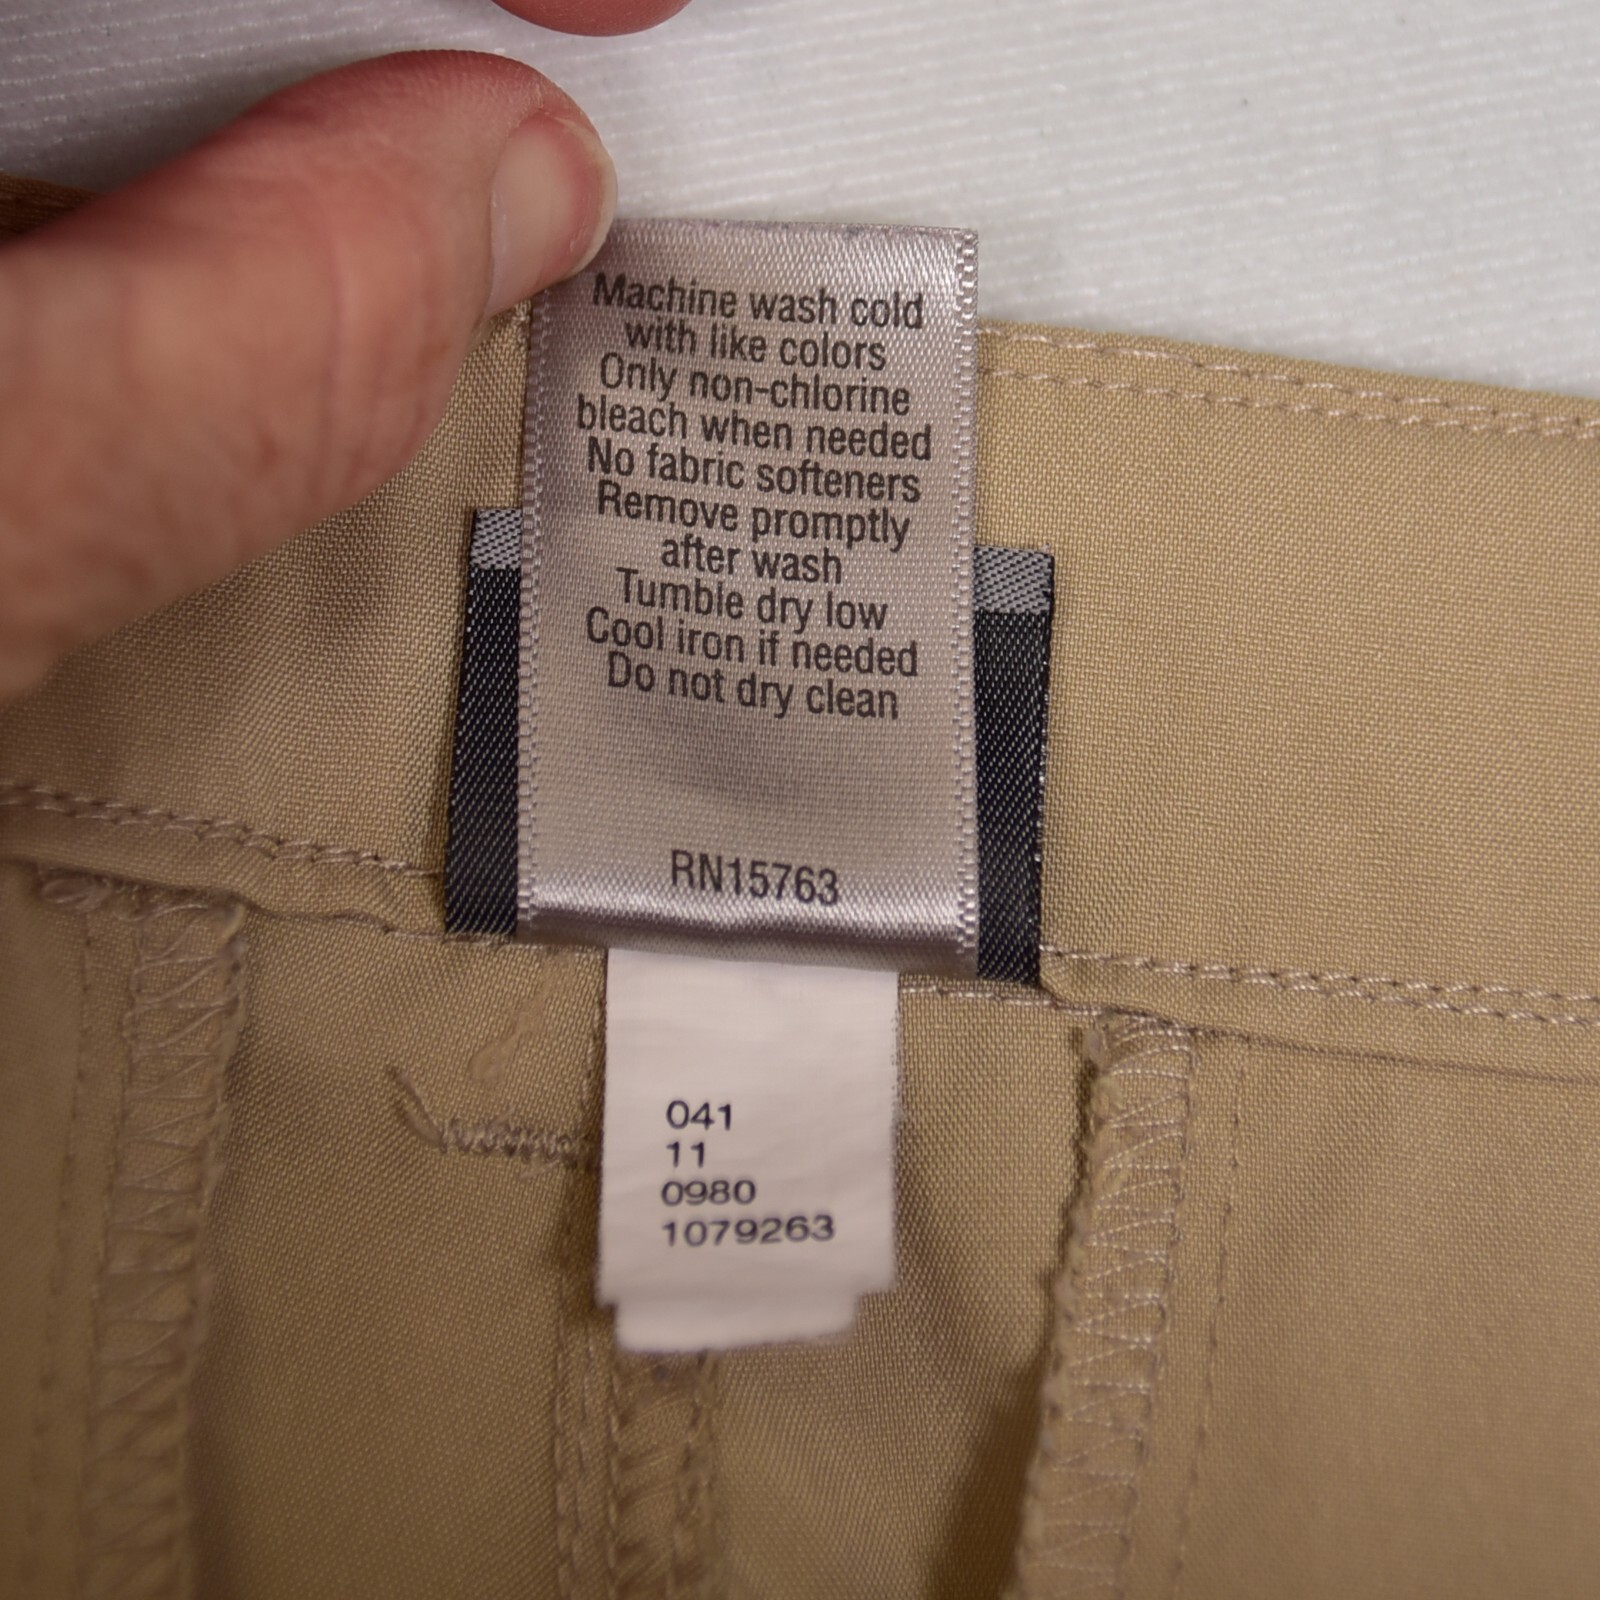 Machine wash cold
with like colors
Only non-chlorine
bleach when needed
No fabric softeners
Remove promptly
after wash
Tumble dry low
Cool iron if needed
Do not dry clean
RN15763
041
11
0980
1079263